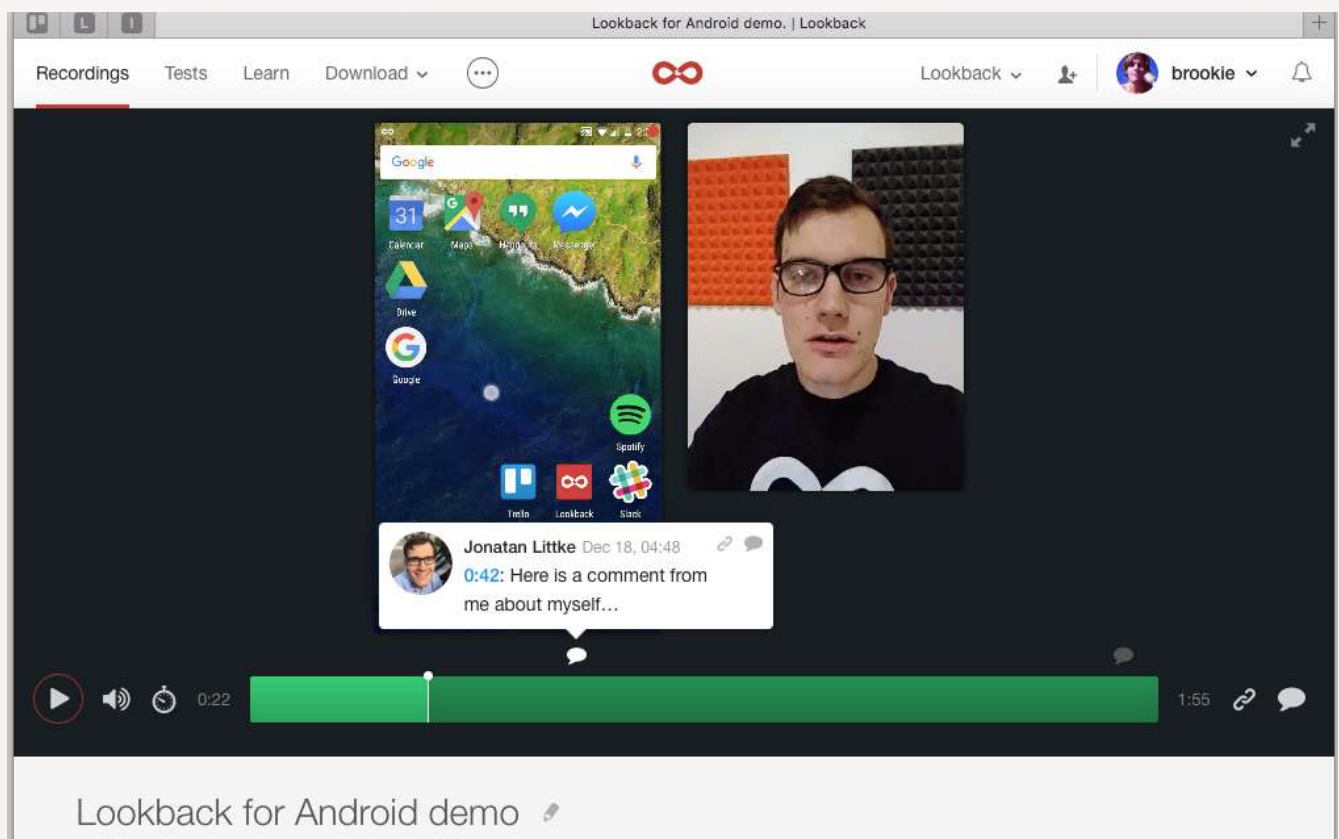 Lookback for Android demo. | Lookback
L
I
Recordings Tests Learn Download Lookback brookie
Google
31
G
Calendar Maps Hangouts Messenger
Drive
Google
Spotify
Trello Lookback Slack
Jonatan Littke Dec 18, 04:48
0:42: Here is a comment from
me about myself…
0:22
1:55
Lookback for Android demo